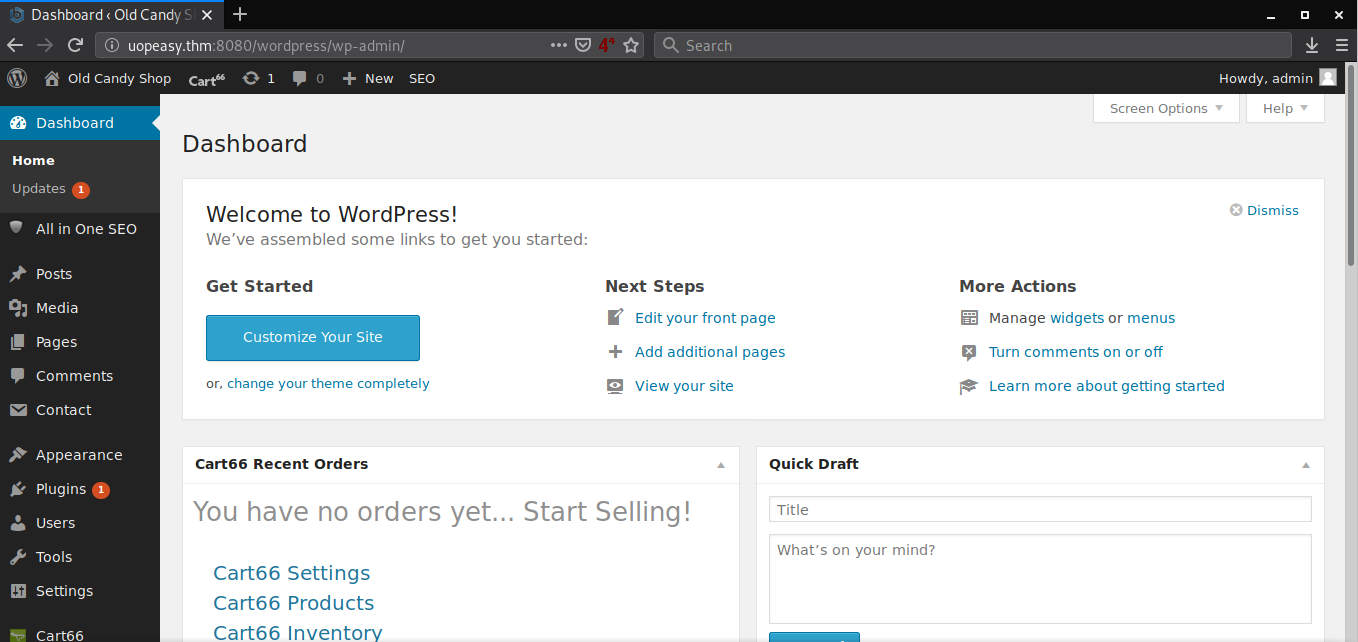 Dashboard ‹ Old Candy S
uopeasy.thm:8080/wordpress/wp-admin/
Search
Old Candy Shop Cart66 1 0 New SEO
Howdy, admin
Dashboard
Home
Updates 1
All in One SEO
Posts
Media
Pages
Comments
Contact
Appearance
Plugins 1
Users
Tools
Settings
Cart66
Screen Options
Help
Dashboard
Welcome to WordPress!
Dismiss
We’ve assembled some links to get you started:
Get Started
Customize Your Site
or, change your theme completely
Next Steps
Edit your front page
Add additional pages
View your site
More Actions
Manage widgets or menus
Turn comments on or off
Learn more about getting started
Cart66 Recent Orders
You have no orders yet... Start Selling!
Cart66 Settings
Cart66 Products
Cart66 Inventory
Quick Draft
Title
What’s on your mind?